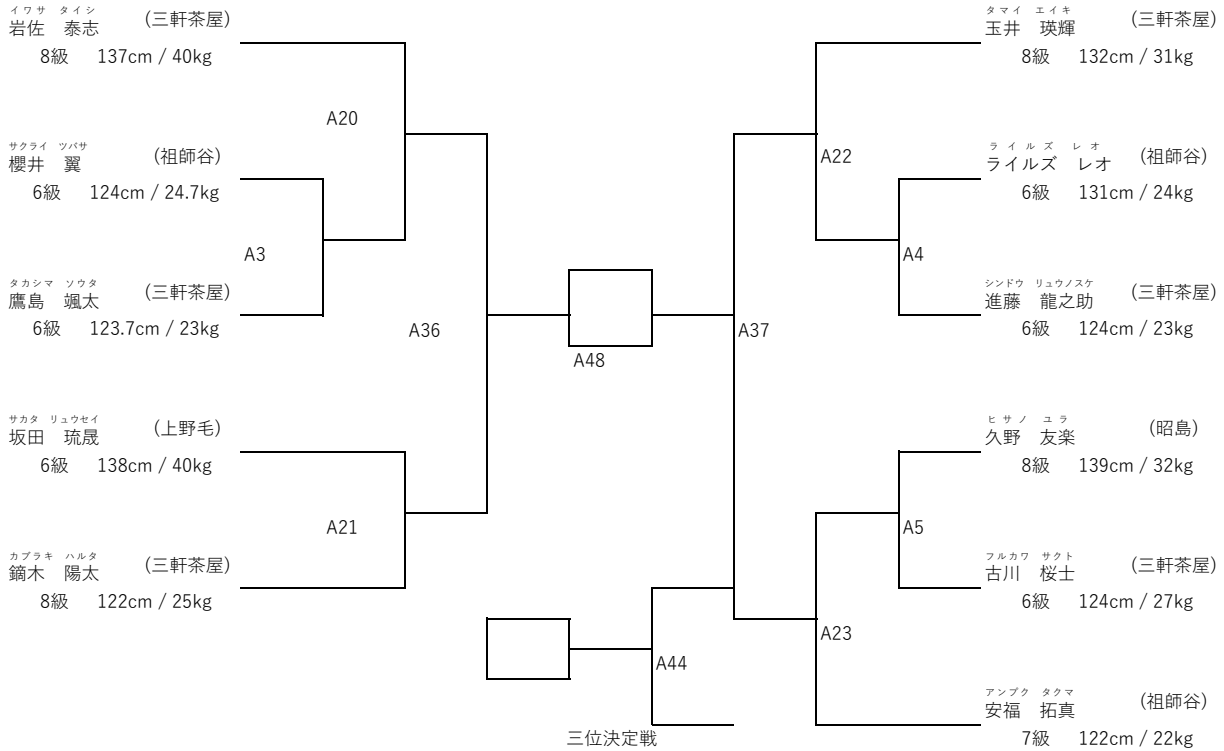 イワサ タイシ
岩佐 泰志 (三軒茶屋)
8級 137cm / 40kg
A20
サクライ ツバサ
櫻井 翼 (祖師谷)
6級 124cm / 24.7kg
A3
タカシマ ソウタ
鷹島 颯太 (三軒茶屋)
6級 123.7cm / 23kg
A36
サカタ リュウセイ
坂田 琉晟 (上野毛)
6級 138cm / 40kg
A21
カブラキ ハルタ
鏑木 陽太 (三軒茶屋)
8級 122cm / 25kg
A48
A44
三位決定戦
タマイ エイキ
玉井 瑛輝 (三軒茶屋)
8級 132cm / 31kg
A22
ライルズ レオ
ライルズ レオ (祖師谷)
6級 131cm / 24kg
A4
シンドウ リュウノスケ
進藤 龍之助 (三軒茶屋)
6級 124cm / 23kg
A37
ヒサノ ユラ
久野 友楽 (昭島)
8級 139cm / 32kg
A5
フルカワ サクト
古川 桜士 (三軒茶屋)
6級 124cm / 27kg
A23
アンプク タクマ
安福 拓真 (祖師谷)
7級 122cm / 22kg